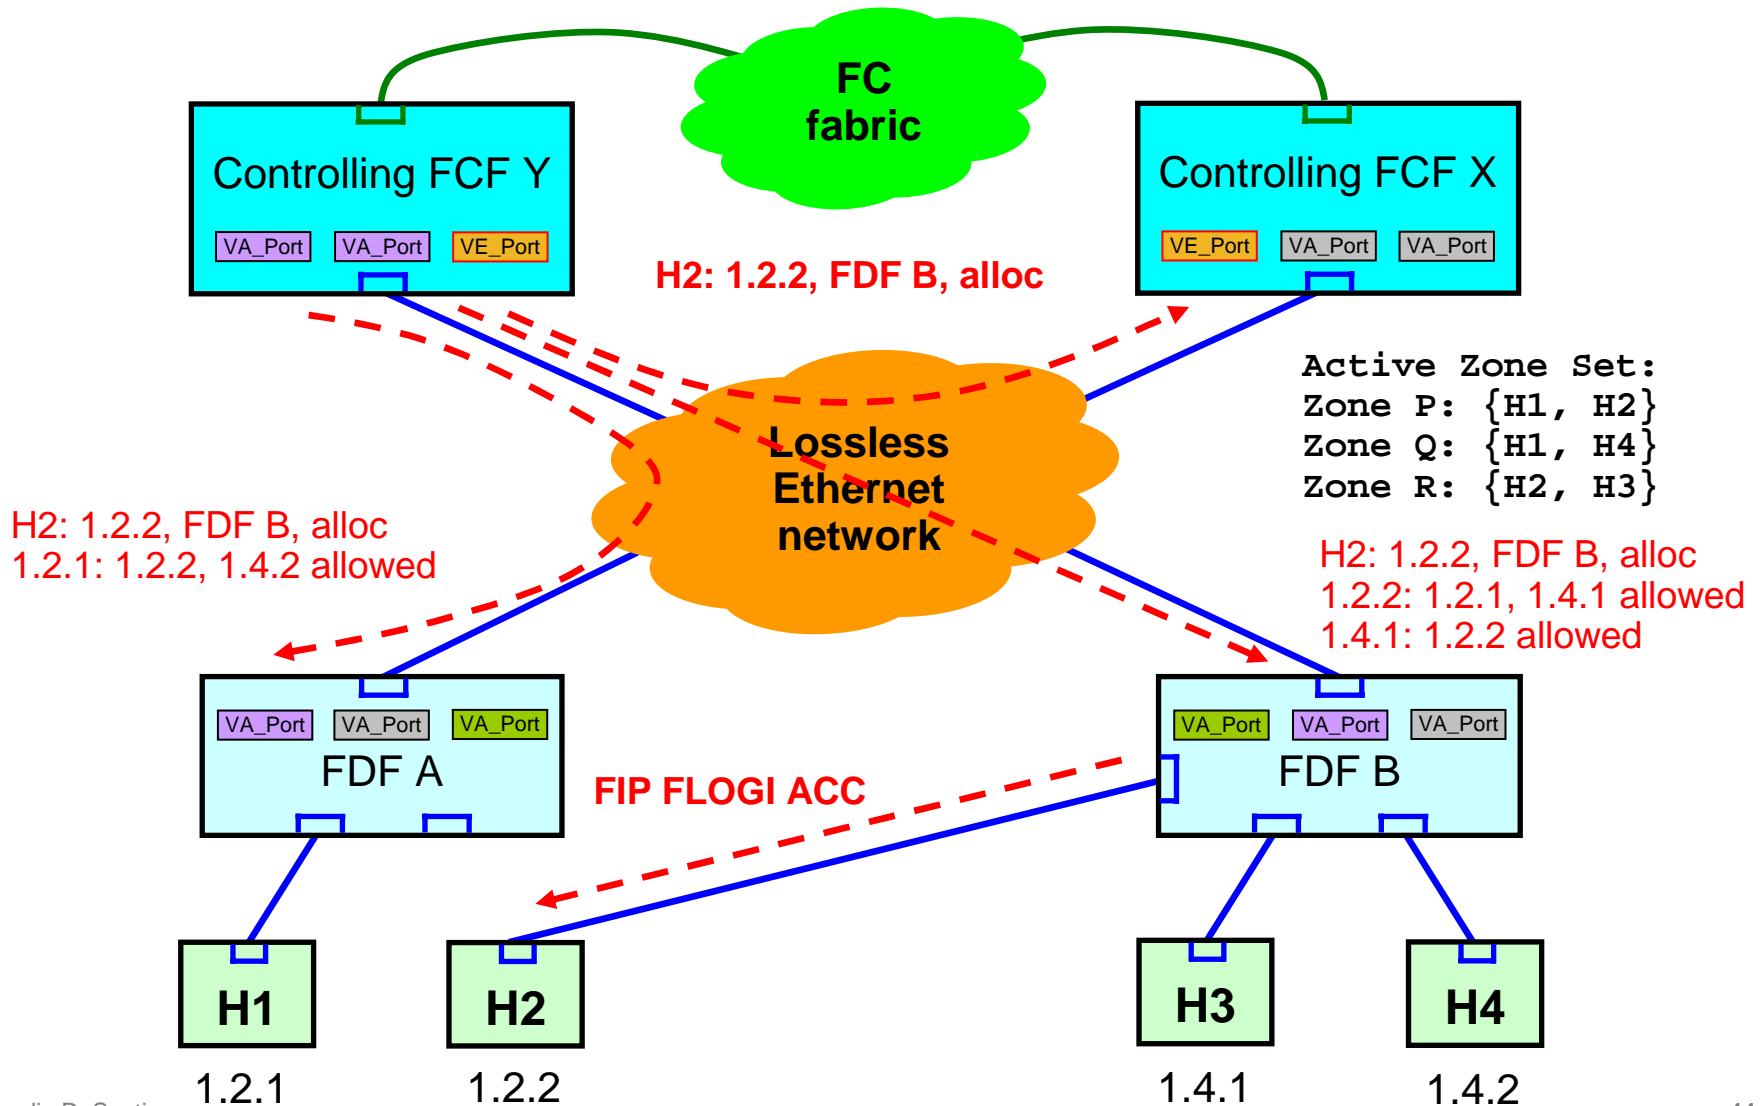 FC
fabric
Controlling FCF Y
VA_Port VA_Port VE_Port
Controlling FCF X
VE_Port VA_Port VA_Port
H2: 1.2.2, FDF B, alloc
Active Zone Set:
Zone P: {H1, H2}
Zone Q: {H1, H4}
Zone R: {H2, H3}
Lossless
Ethernet
network
H2: 1.2.2, FDF B, alloc
1.2.1: 1.2.2, 1.4.2 allowed
H2: 1.2.2, FDF B, alloc
1.2.2: 1.2.1, 1.4.1 allowed
1.4.1: 1.2.2 allowed
VA_Port VA_Port VA_Port
FDF A
VA_Port VA_Port VA_Port
FDF B
FIP FLOGI ACC
H1
H2
H3
H4
1.2.1
1.2.2
1.4.1
1.4.2